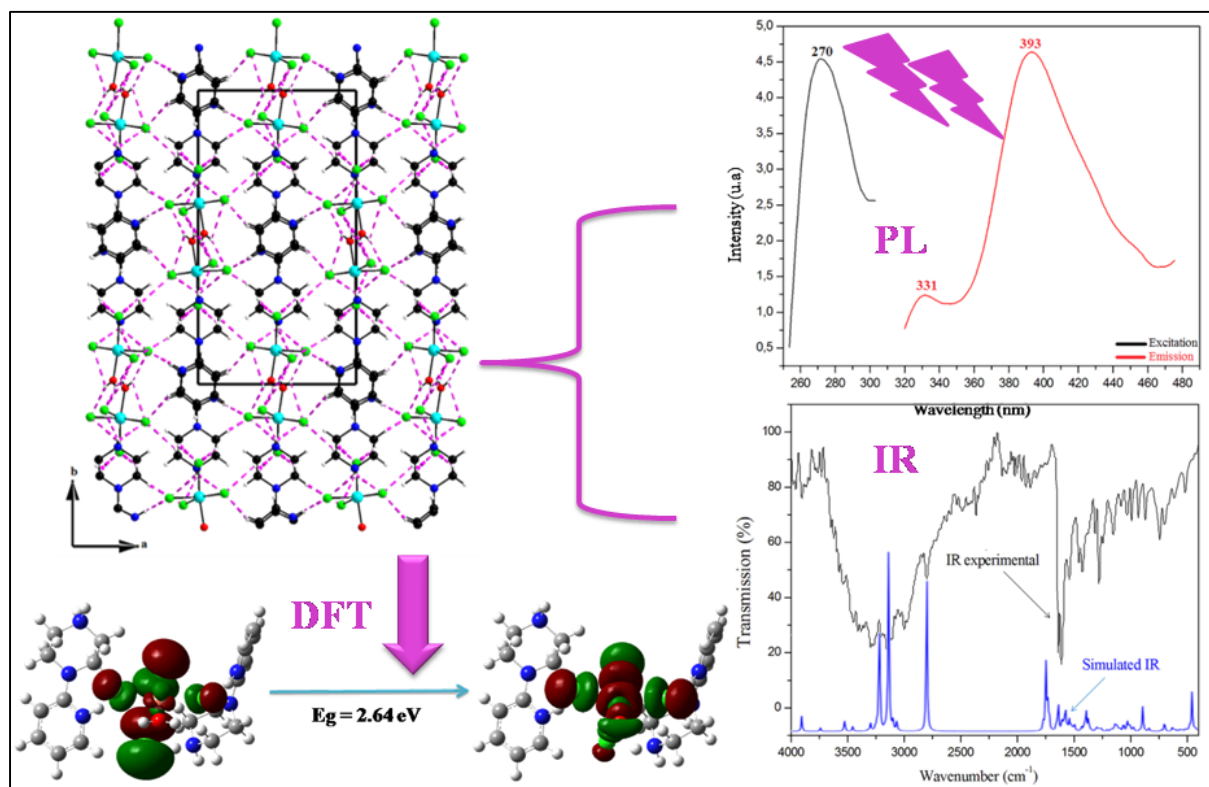 b
a
DFT
Eg = 2.64 eV
Intensity (u.a)
5,0
4,5
4,0
3,5
3,0
2,5
2,0
1,5
1,0
0,5
270
393
331
PL
Excitation
Emission
260 280 300 320 340 360 380 400 420 440 460 480
Wavelength (nm)
Transmission (%)
100
80
60
40
20
0
IR
IR experimental
Simulated IR
4000 3500 3000 2500 2000 1500 1000 500
Wavenumber (cm⁻¹)